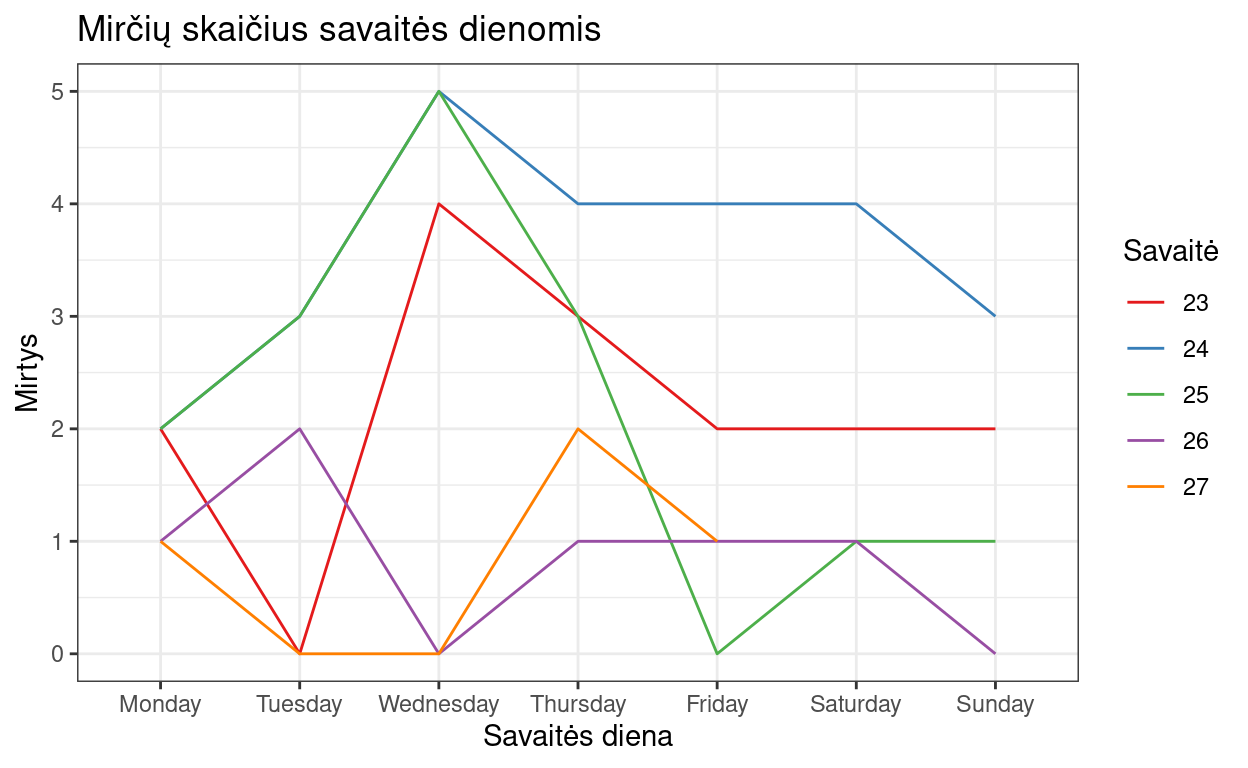 Mirčių skaičius savaitės dienomis
Mirtys
5
4
3
2
1
0
Monday Tuesday Wednesday Thursday Friday Saturday Sunday
Savaitės diena
Savaitė
23
24
25
26
27